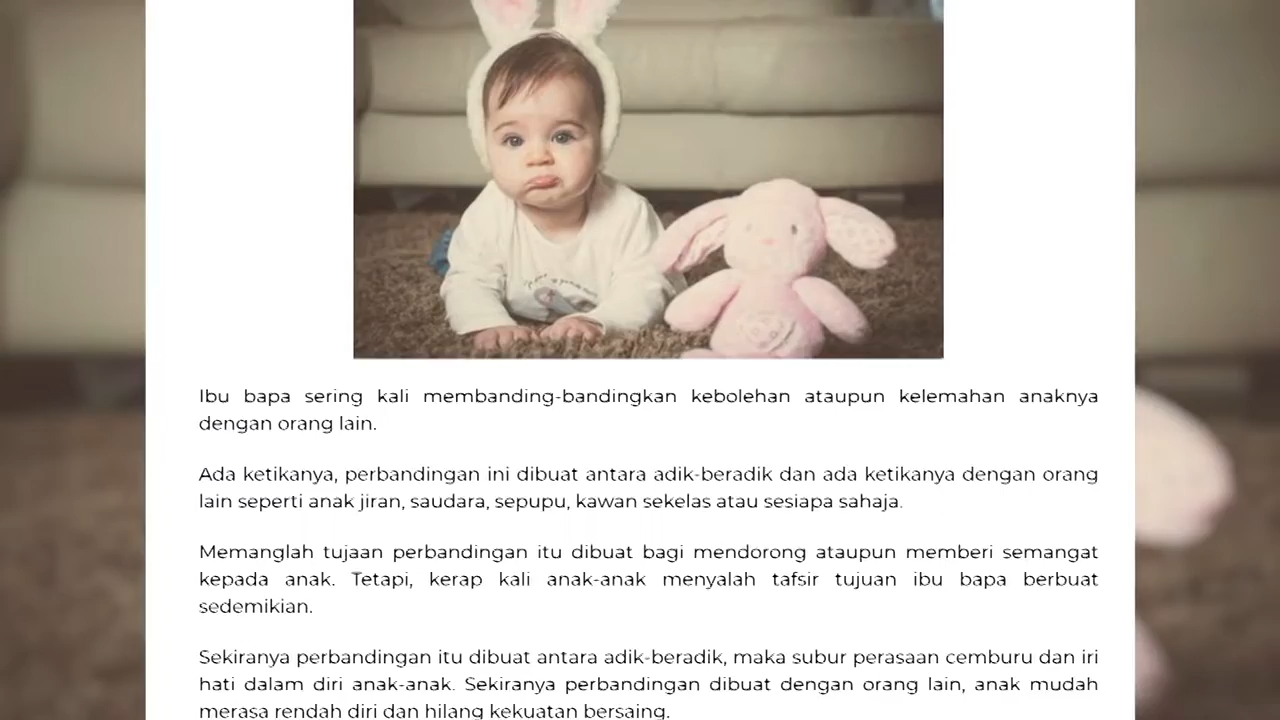 Ibu bapa sering kali membanding-bandingkan kebolehan ataupun kelemahan anaknya
dengan orang lain.
Ada ketikanya, perbandingan ini dibuat antara adik-beradik dan ada ketikanya dengan orang
lain seperti anak jiran, saudara, sepupu, kawan sekelas atau sesiapa sahaja.
Memanglah tujaan perbandingan itu dibuat bagi mendorong ataupun memberi semangat
kepada anak. Tetapi, kerap kali anak-anak menyalah tafsir tujuan ibu bapa berbuat
sedemikian.
Sekiranya perbandingan itu dibuat antara adik-beradik, maka subur perasaan cemburu dan iri
hati dalam diri anak-anak. Sekiranya perbandingan dibuat dengan orang lain, anak mudah
merasa rendah diri dan hilang kekuatan bersaing.